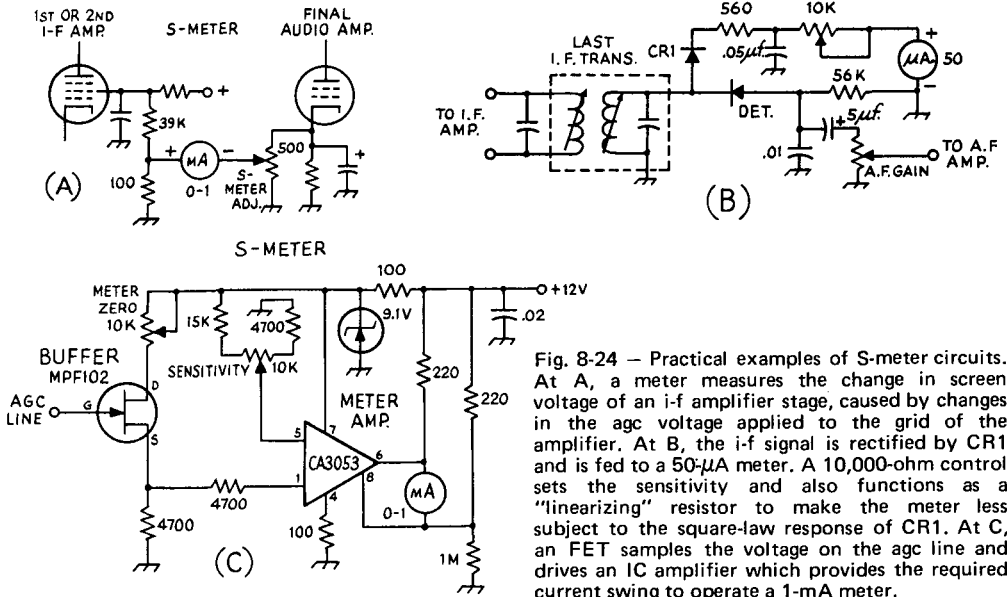 1ST OR 2ND
I-F AMP.
S-METER
FINAL
AUDIO AMP.
+
39K
+
MA
-
500
+
100
0-1
S-
METER
ADJ.
(A)
560
10K
+
LAST
I.F. TRANS.
CR1
.05µf.
µA
50
56K
-
TO I.F.
AMP.
DET.
+
5µf.
.01
TO A.F
AMP.
A.F. GAIN
(B)
S-METER
METER
ZERO
10K
100
+12V
15K
4700
9.1V
.02
BUFFER
MPF102
SENSITIVITY
10K
220
220
METER
AMP.
D
AGC
LINE
G
S
5
7
CA3053
6
8
1
4
MA
0-1
4700
4700
100
1M
(C)
Fig. 8-24 — Practical examples of S-meter circuits.
At A, a meter measures the change in screen
voltage of an i-f amplifier stage, caused by changes
in the agc voltage applied to the grid of the
amplifier. At B, the i-f signal is rectified by CR1
and is fed to a 50-µA meter. A 10,000-ohm control
sets the sensitivity and also functions as a
"linearizing" resistor to make the meter less
subject to the square-law response of CR1. At C,
an FET samples the voltage on the agc line and
drives an IC amplifier which provides the required
current swing to operate a 1-mA meter.